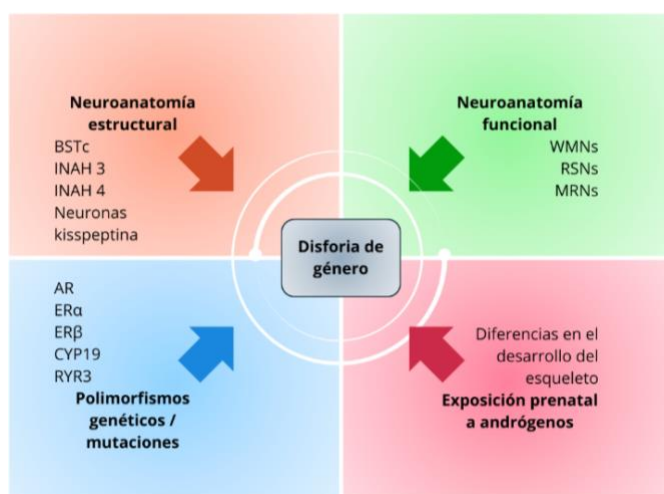 Neuroanatomía
estructural
BSTc
INAH 3
INAH 4
Neuronas
kisspeptina
Neuroanatomía
funcional
WMNs
RSNs
MRNs
Disforia de
género
AR
ERα
ERβ
CYP19
RYR3
Polimorfismos
genéticos /
mutaciones
Diferencias en el
desarrollo del
esqueleto
Exposición prenatal
a andrógenos